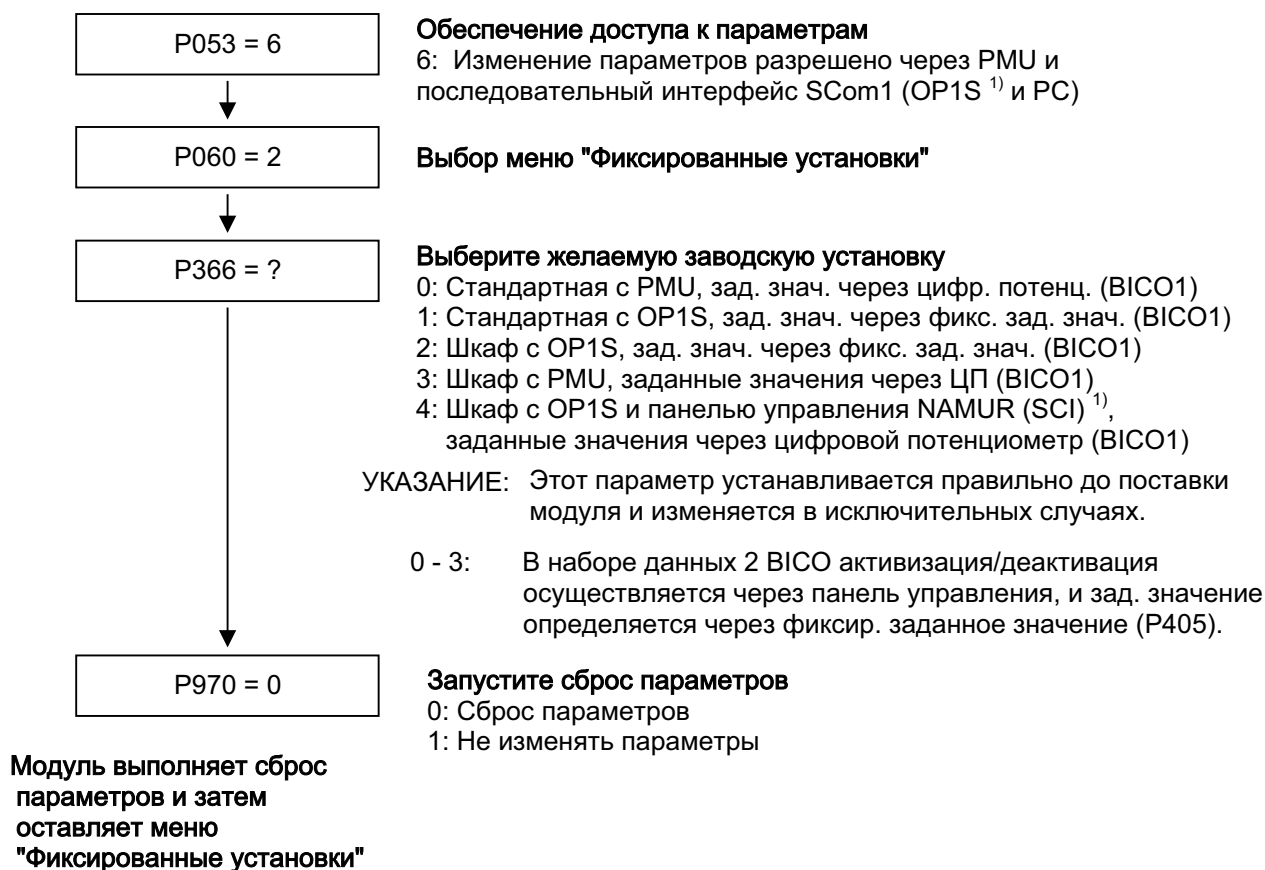 P053 = 6
Обеспечение доступа к параметрам
6: Изменение параметров разрешено через PMU и
последовательный интерфейс SCom1 (OP1S 1) и PC)
P060 = 2
Выбор меню "Фиксированные установки"
P366 = ?
Выберите желаемую заводскую установку
0: Стандартная с PMU, зад. знач. через цифр. потенц. (BICO1)
1: Стандартная с OP1S, зад. знач. через фикс. зад. знач. (BICO1)
2: Шкаф с OP1S, зад. знач. через фикс. зад. знач. (BICO1)
3: Шкаф с PMU, заданные значения через ЦП (BICO1)
4: Шкаф с OP1S и панелью управления NAMUR (SCI) 1),
заданные значения через цифровой потенциометр (BICO1)
УКАЗАНИЕ: Этот параметр устанавливается правильно до поставки
модуля и изменяется в исключительных случаях.
0 - 3: В наборе данных 2 BICO активизация/деактивация
осуществляется через панель управления, и зад. значение
определяется через фиксир. заданное значение (P405).
P970 = 0
Запустите сброс параметров
0: Сброс параметров
1: Не изменять параметры
Модуль выполняет сброс
параметров и затем
оставляет меню
"Фиксированные установки"